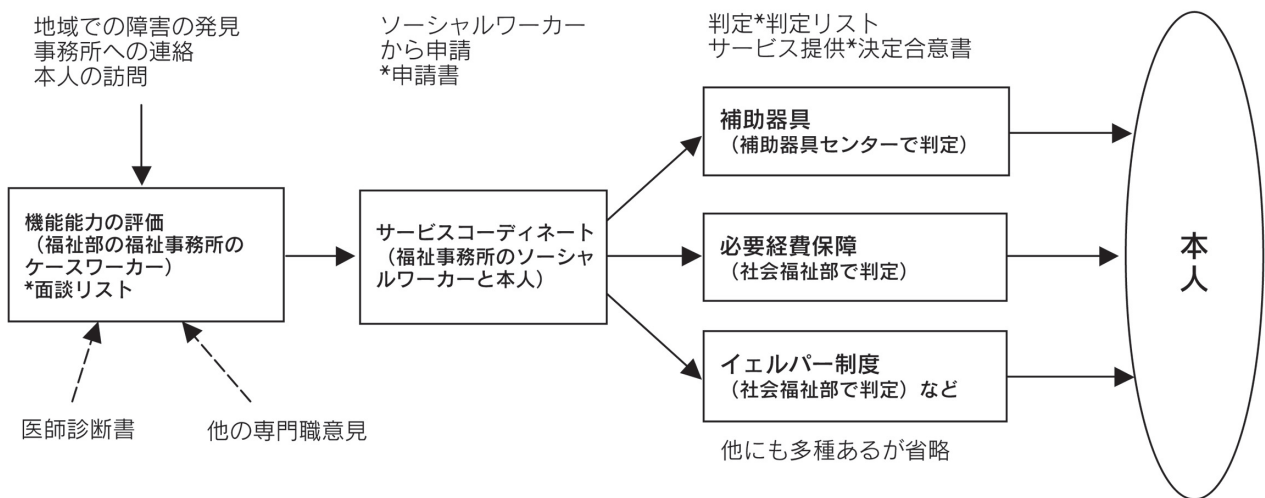 地域での障害の発見
事務所への連絡
本人の訪問
ソーシャルワーカー
から申請
*申請書
判定*判定リスト
サービス提供*決定合意書
機能能力の評価
（福祉部の福祉事務所の
ケースワーカー）
*面談リスト
サービスコーディネート
（福祉事務所のソーシャ
ルワーカーと本人）
補助器具
（補助器具センターで判定）
必要経費保障
（社会福祉部で判定）
イェルパー制度
（社会福祉部で判定）など
他にも多種あるが省略
本人
医師診断書
他の専門職意見